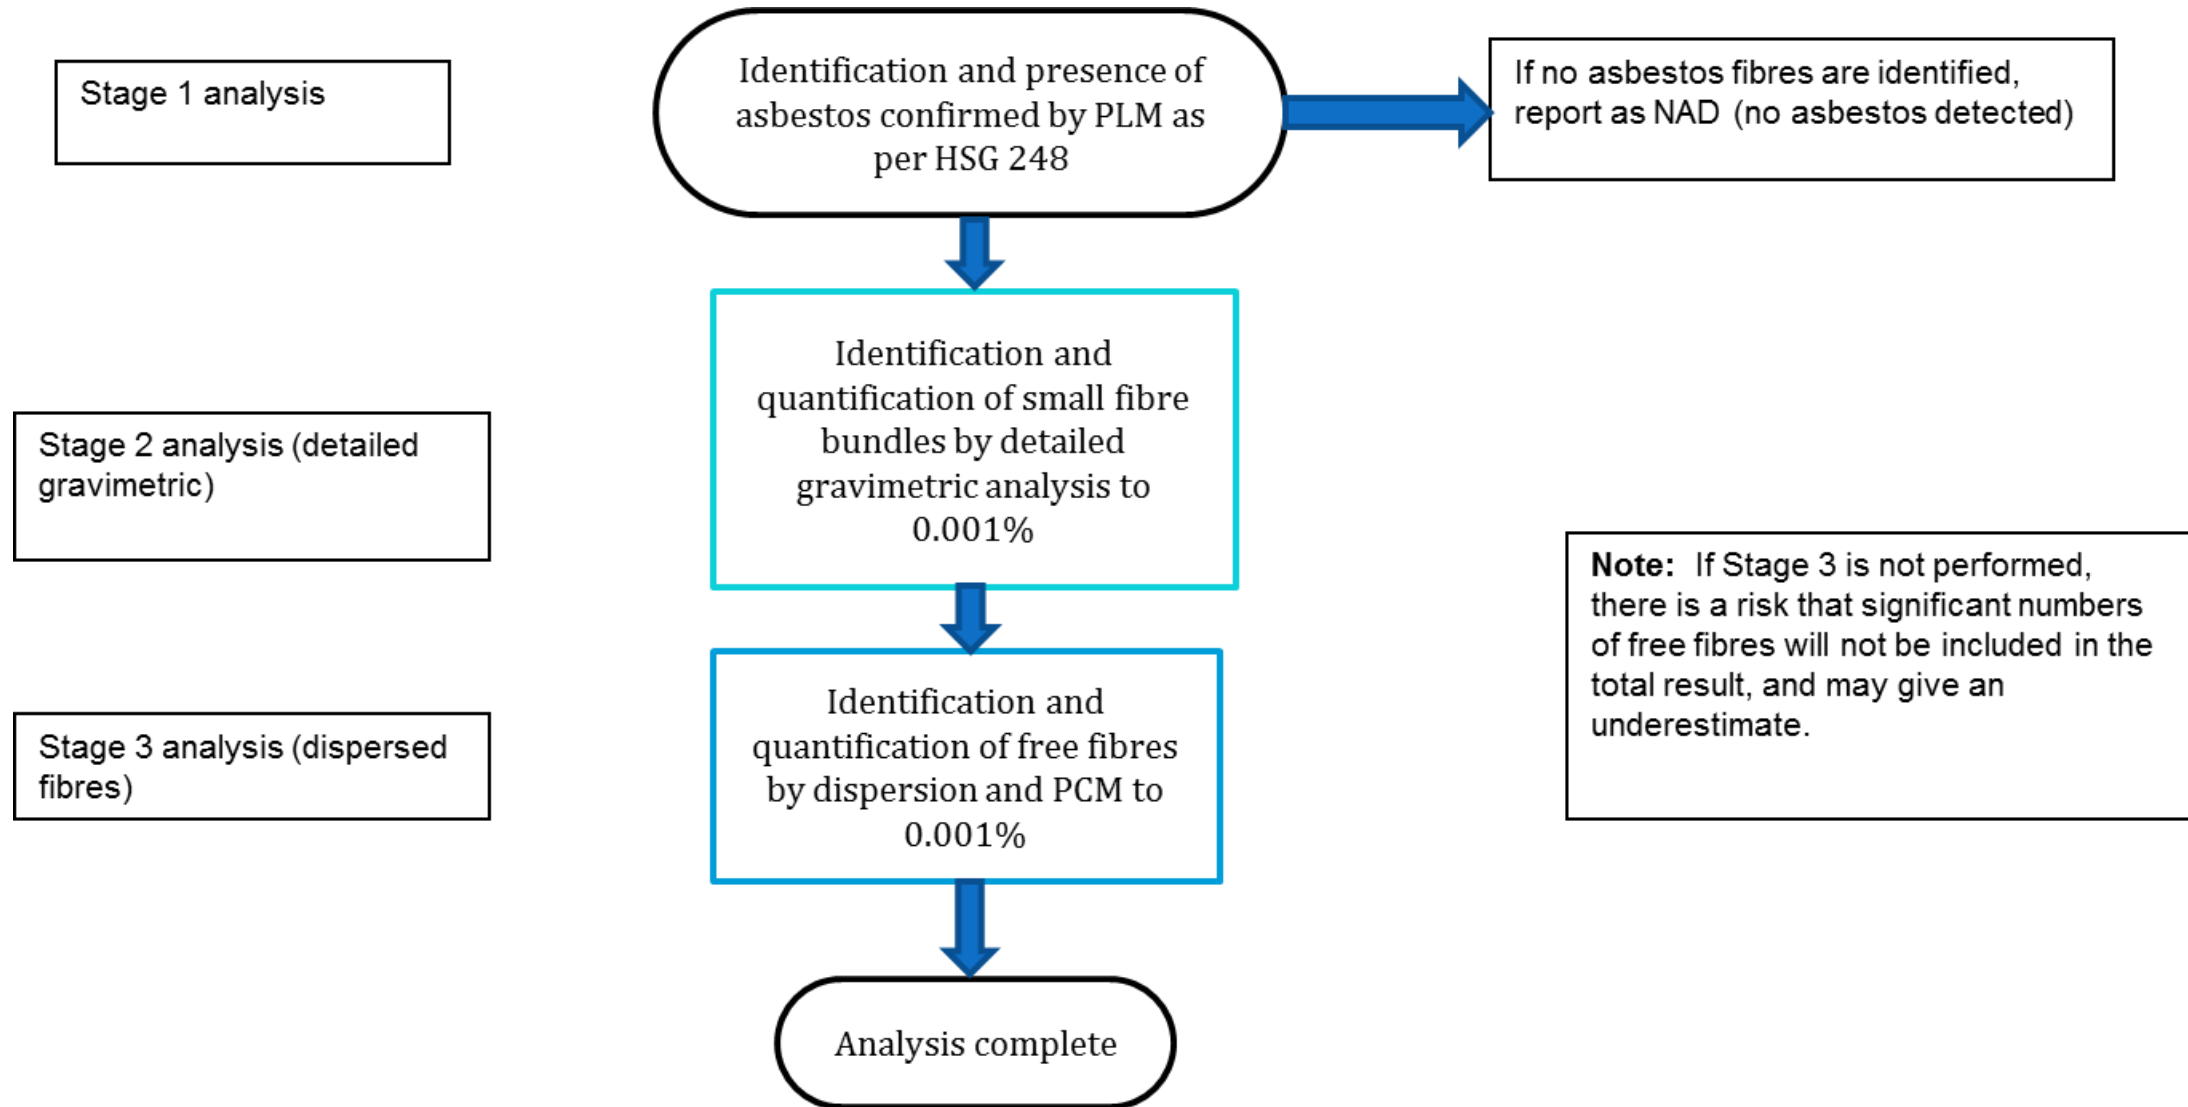 Stage 1 analysis
Identification and presence of
asbestos confirmed by PLM as
per HSG 248
If no asbestos fibres are identified,
report as NAD (no asbestos detected)
Identification and
quantification of small fibre
bundles by detailed
gravimetric analysis to
0.001%
Stage 2 analysis (detailed
gravimetric)
Note: If Stage 3 is not performed,
there is a risk that significant numbers
of free fibres will not be included in the
total result, and may give an
underestimate.
Identification and
quantification of free fibres
by dispersion and PCM to
0.001%
Stage 3 analysis (dispersed
fibres)
Analysis complete